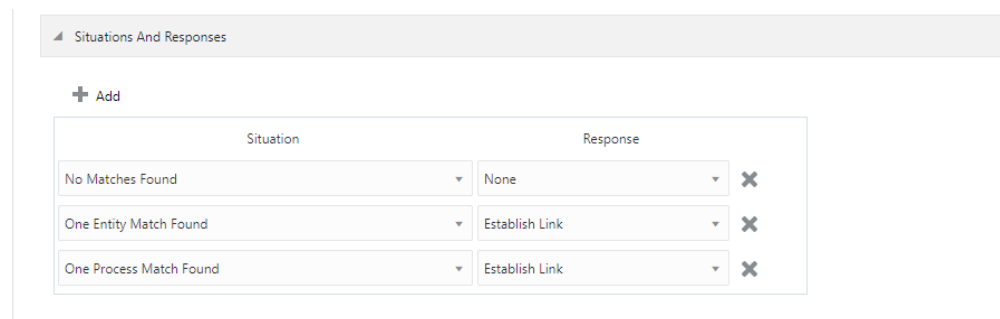 Situations And Responses
Add
Situation Response
No Matches Found None
One Entity Match Found Establish Link
One Process Match Found Establish Link